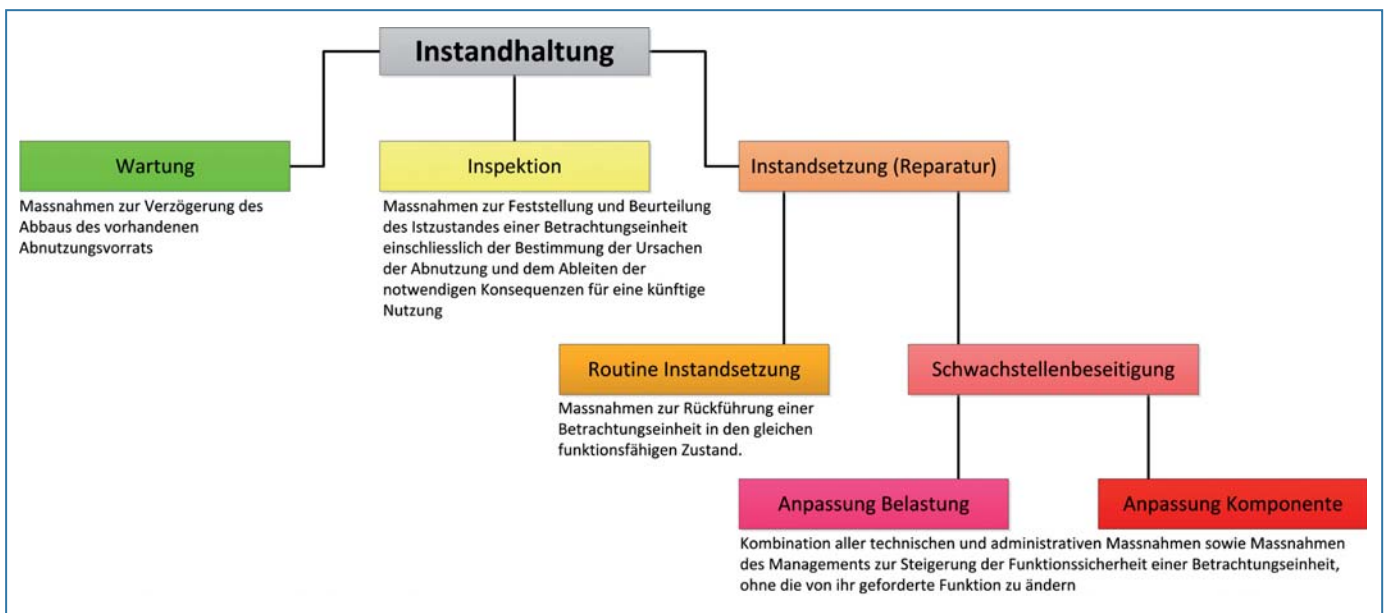 Instandhaltung
Wartung
Massnahmen zur Verzögerung des
Abbaus des vorhandenen
Abnutzungsvorrats
Inspektion
Massnahmen zur Feststellung und Beurteilung
des Istzustandes einer Betrachtungseinheit
einschliesslich der Bestimmung der Ursachen
der Abnutzung und dem Ableiten der
notwendigen Konsequenzen für eine künftige
Nutzung
Instandsetzung (Reparatur)
Routine Instandsetzung
Massnahmen zur Rückführung einer
Betrachtungseinheit in den gleichen
funktionsfähigen Zustand.
Schwachstellenbeseitigung
Anpassung Belastung
Anpassung Komponente
Kombination aller technischen und administrativen Massnahmen sowie Massnahmen
des Managements zur Steigerung der Funktionssicherheit einer Betrachtungseinheit,
ohne die von ihr geforderte Funktion zu ändern